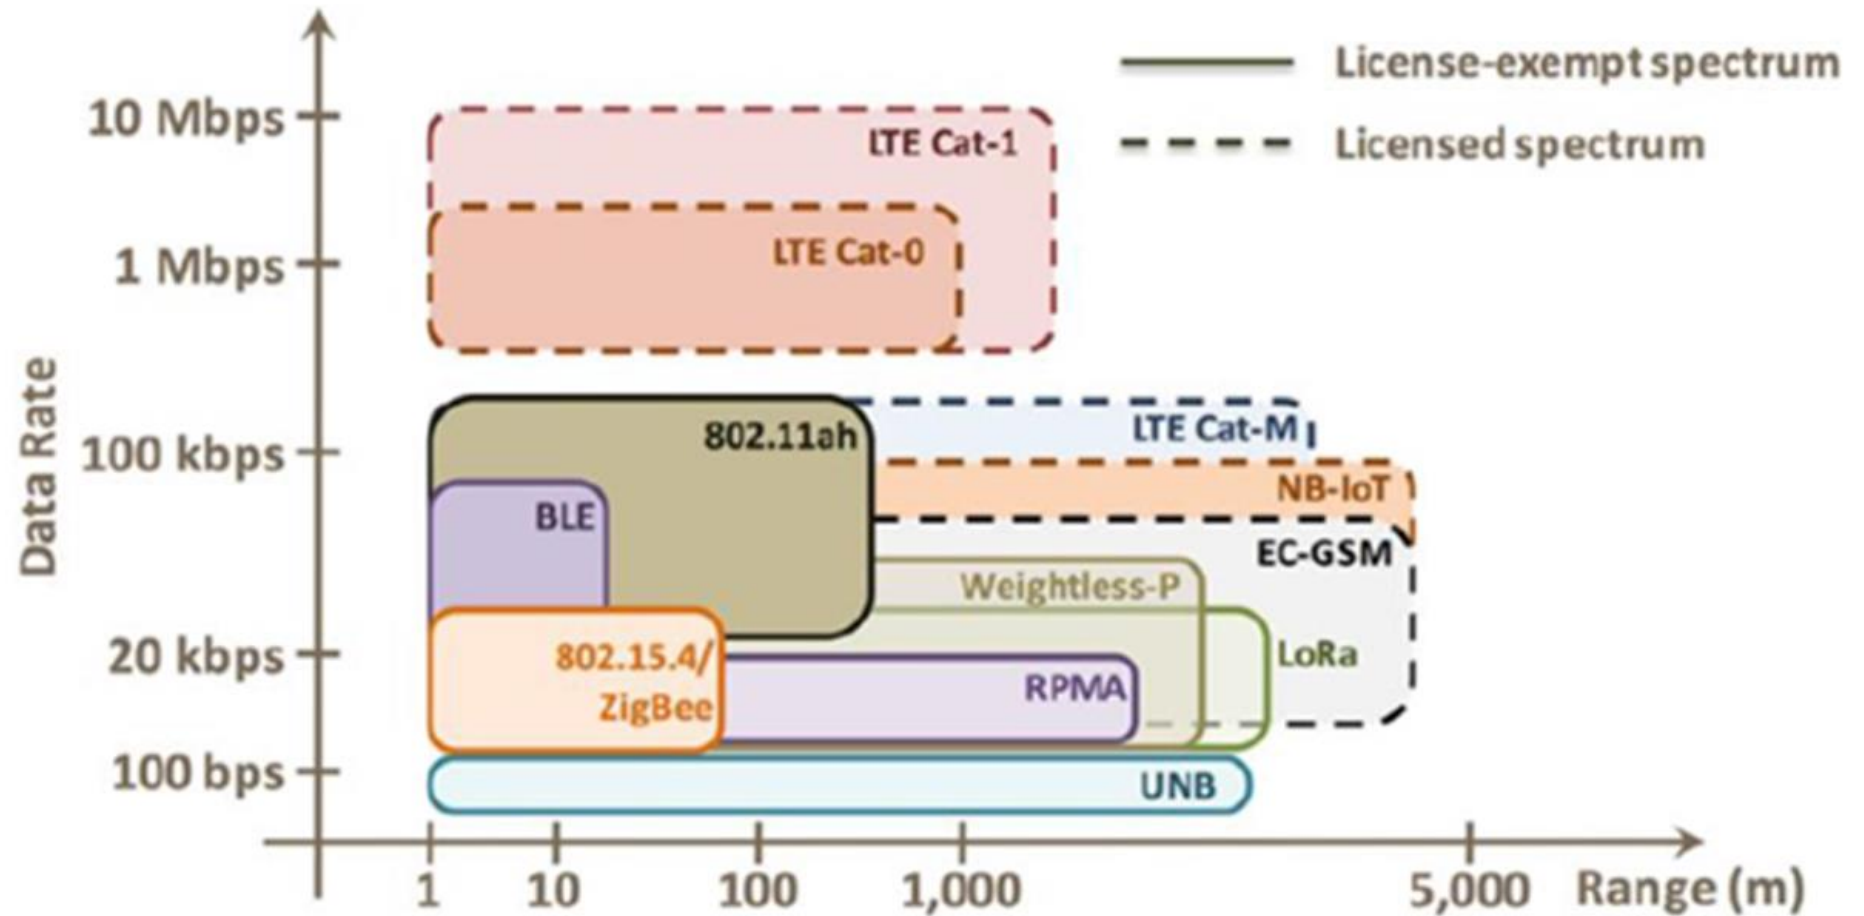 License-exempt spectrum
Licensed spectrum
10 Mbps
1 Mbps
100 kbps
20 kbps
100 bps
Data Rate
LTE Cat-1
LTE Cat-0
802.11ah
LTE Cat-M
NB-IoT
BLE
EC-GSM
Weightless-P
802.15.4/
ZigBee
LoRa
RPMA
UNB
1
10
100
1,000
5,000
Range (m)